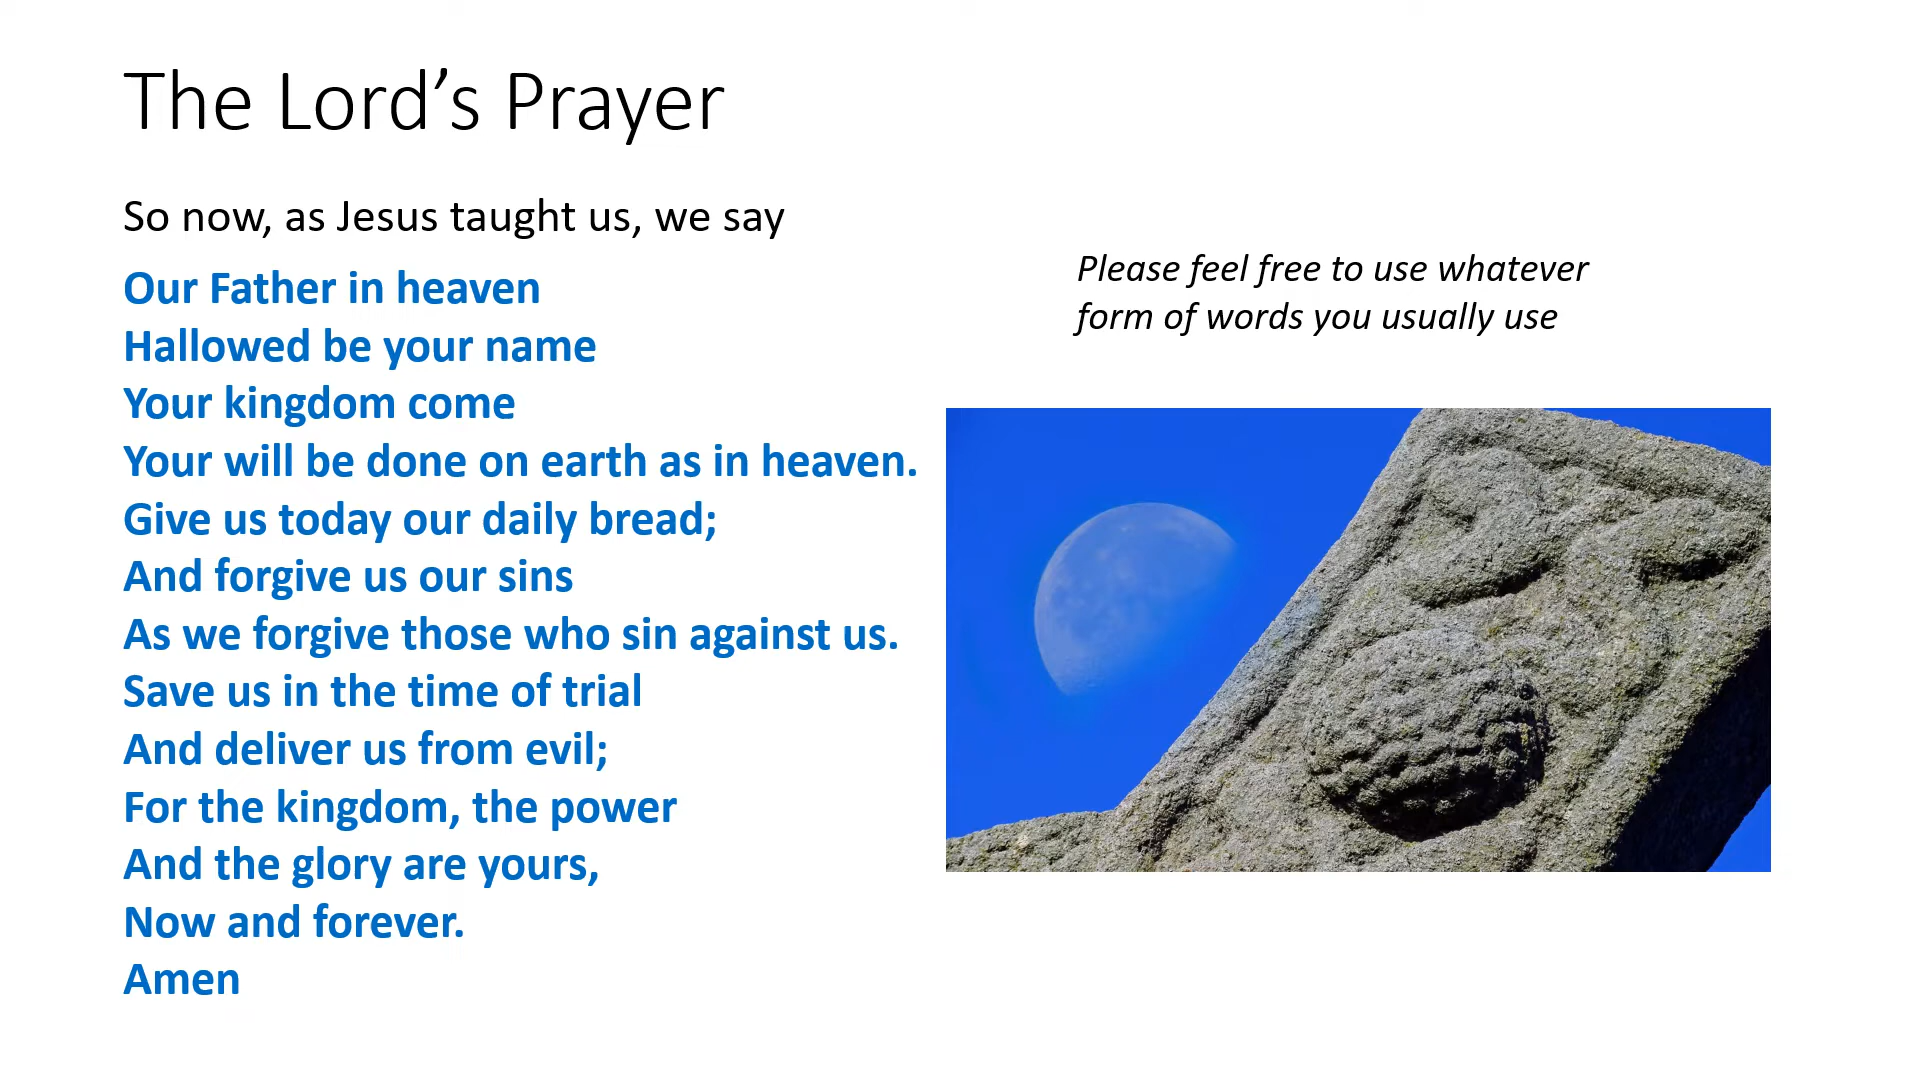 The Lord’s Prayer
So now, as Jesus taught us, we say
Our Father in heaven
Hallowed be your name
Your kingdom come
Your will be done on earth as in heaven.
Give us today our daily bread;
And forgive us our sins
As we forgive those who sin against us.
Save us in the time of trial
And deliver us from evil;
For the kingdom, the power
And the glory are yours,
Now and forever.
Amen
Please feel free to use whatever
form of words you usually use